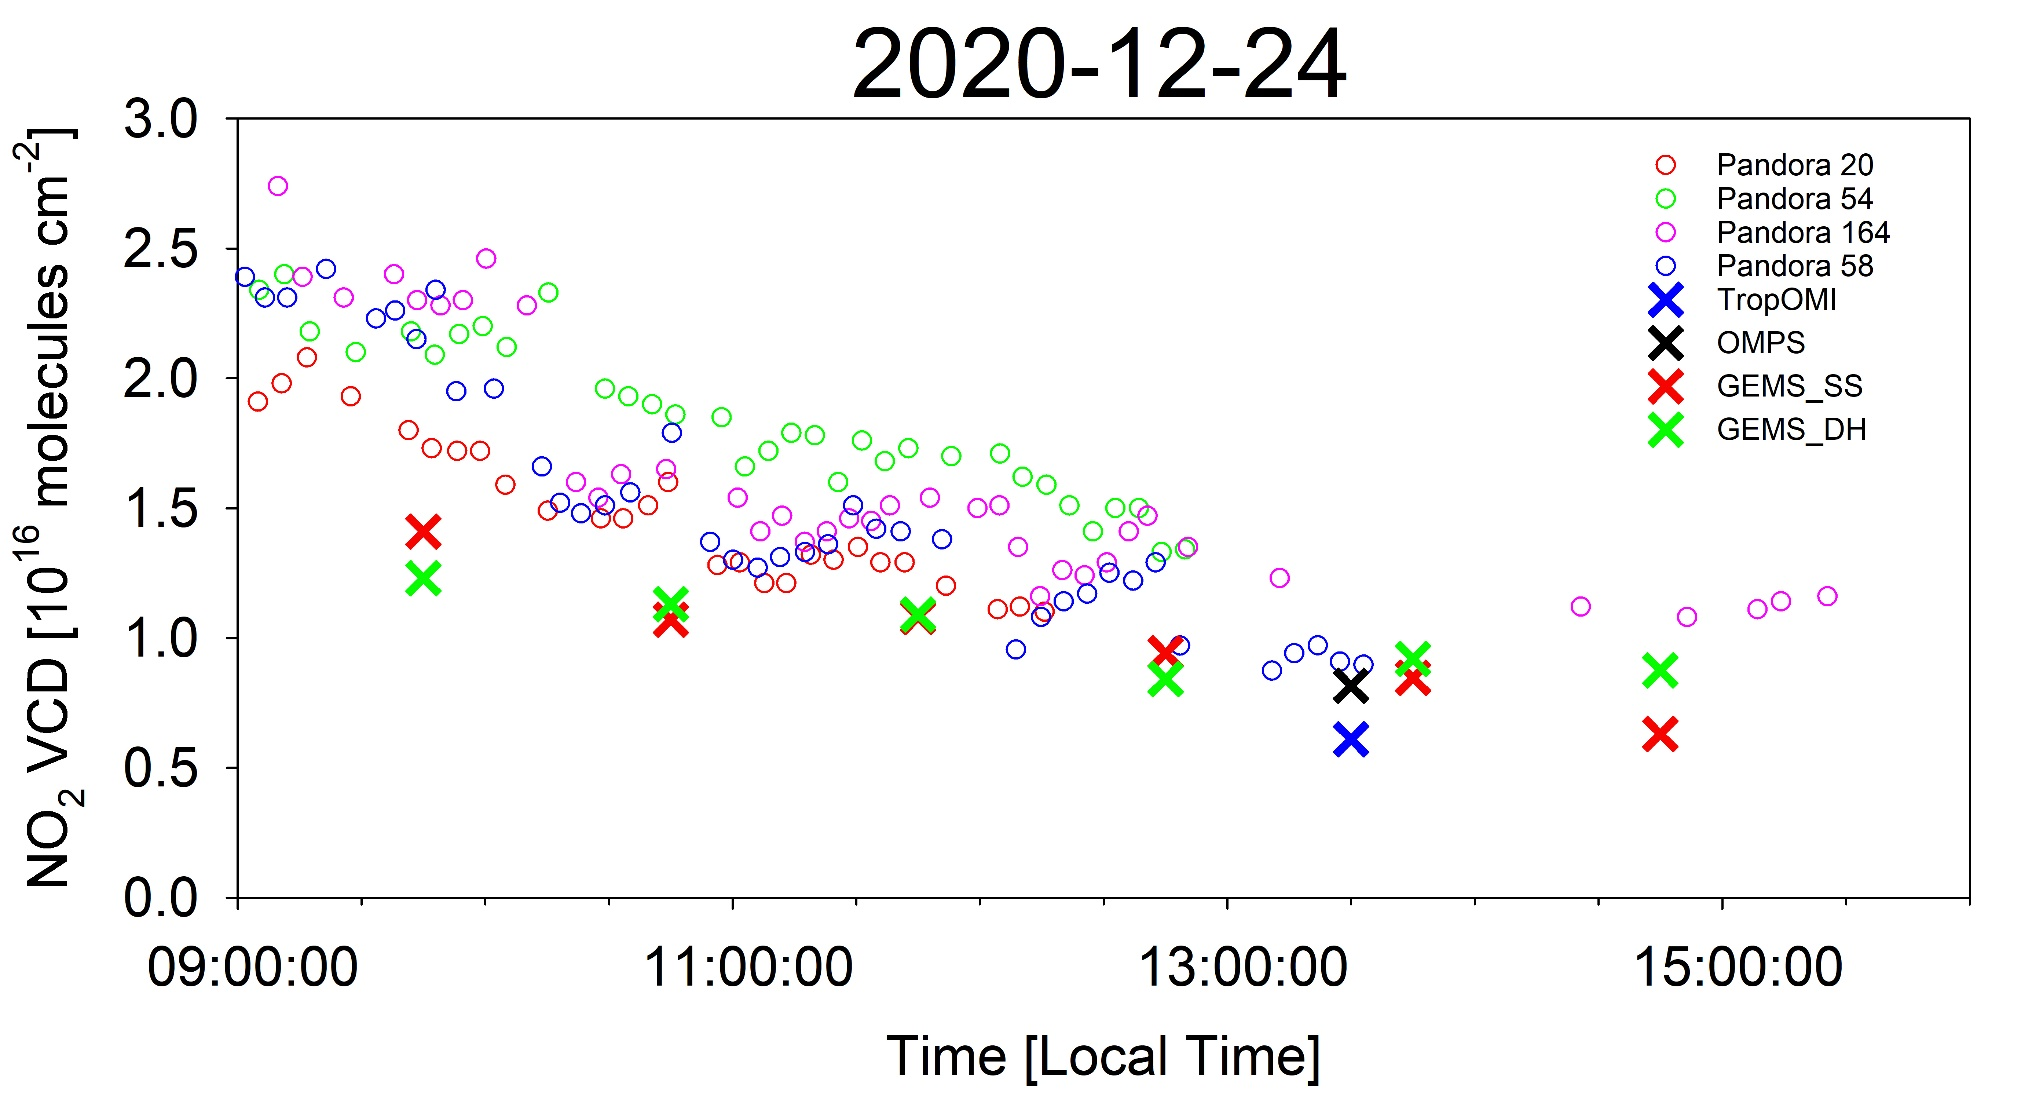 2020-12-24
NO2 VCD [10^16 molecules cm^-2]
3.0
2.5
2.0
1.5
1.0
0.5
0.0
Pandora 20
Pandora 54
Pandora 164
Pandora 58
TropOMI
OMPS
GEMS_SS
GEMS_DH
09:00:00 11:00:00 13:00:00 15:00:00
Time [Local Time]